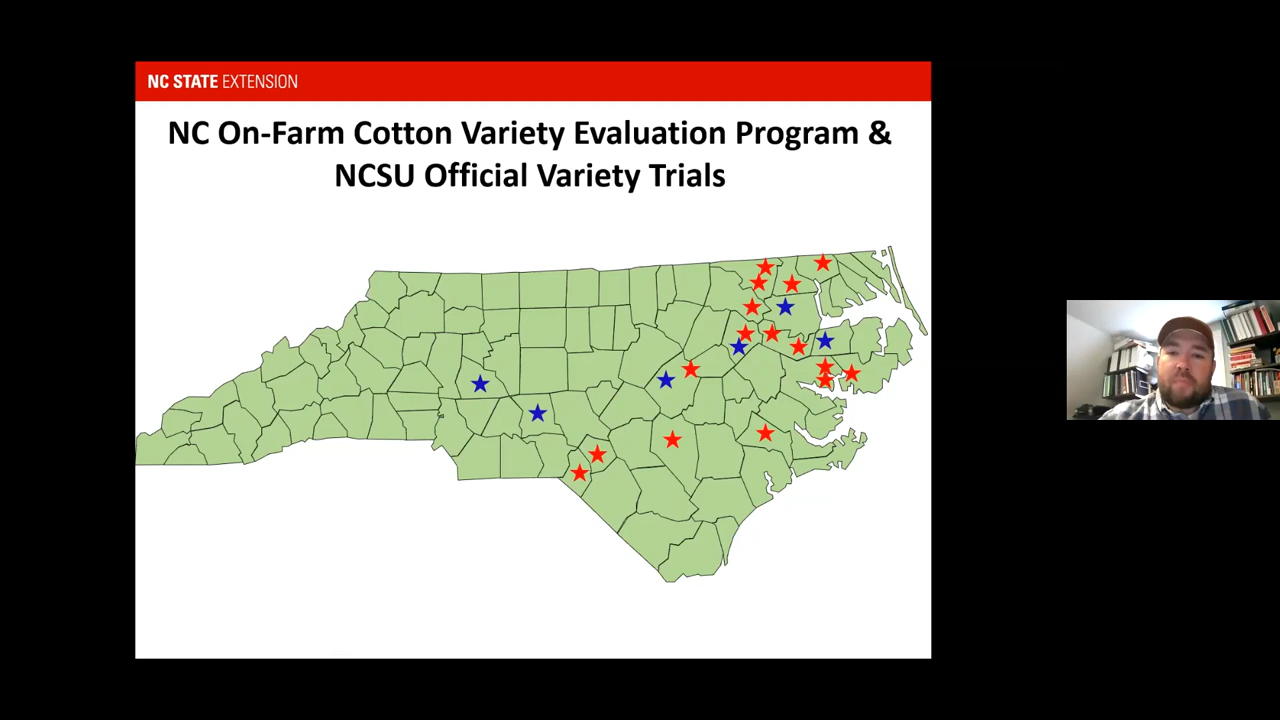 NC STATE EXTENSION
NC On-Farm Cotton Variety Evaluation Program &
NCSU Official Variety Trials